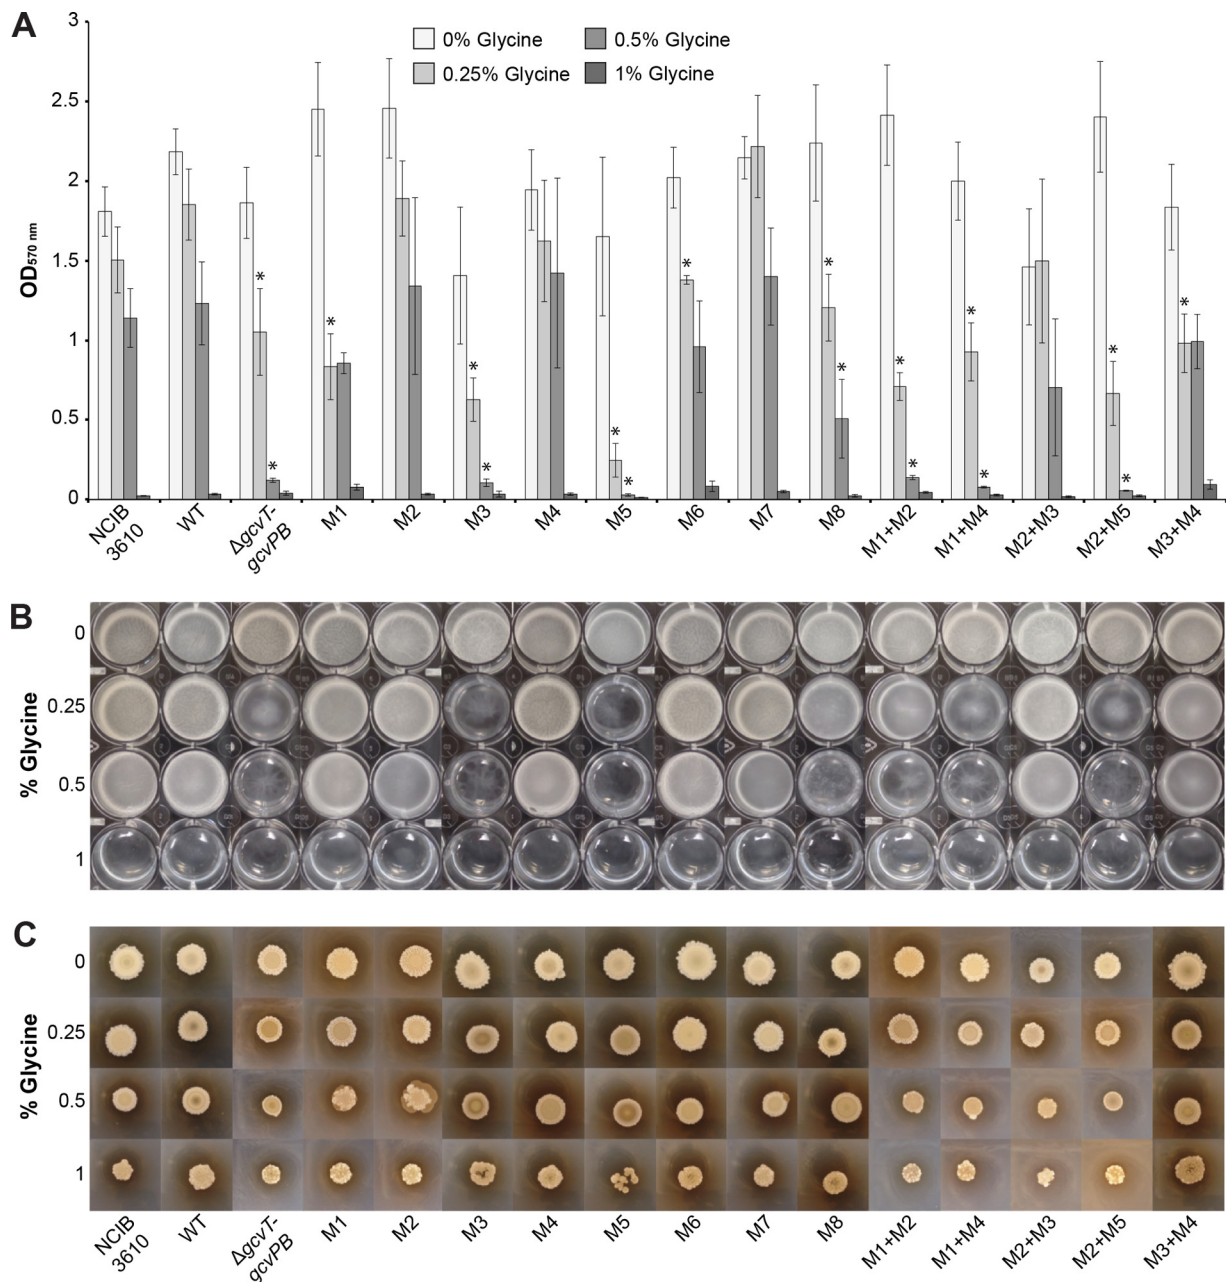 A
3
2.5
2
1.5
1
0.5
0
OD570 nm
0% Glycine
0.25% Glycine
0.5% Glycine
1% Glycine
* * * * * * * * * * * * * * * * * *
NCIB 3610
WT
ΔgcvT-gcvPB
M1
M2
M3
M4
M5
M6
M7
M8
M1+M2
M1+M4
M2+M3
M2+M5
M3+M4
B
% Glycine
0
0.25
0.5
1
C
% Glycine
0
0.25
0.5
1
NCIB 3610
WT
ΔgcvT-gcvPB
M1
M2
M3
M4
M5
M6
M7
M8
M1+M2
M1+M4
M2+M3
M2+M5
M3+M4